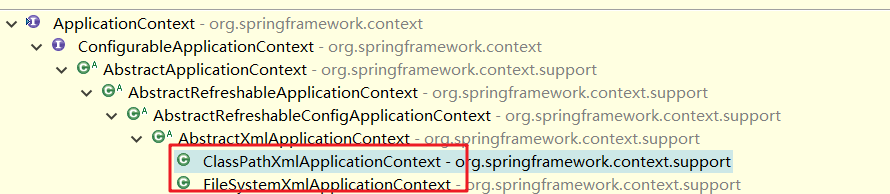 ApplicationContext - org.springframework.context
ConfigurableApplicationContext - org.springframework.context
AbstractApplicationContext - org.springframework.context.support
AbstractRefreshableApplicationContext - org.springframework.context.support
AbstractRefreshableConfigApplicationContext - org.springframework.context.support
AbstractXmlApplicationContext - org.springframework.context.support
ClassPathXmlApplicationContext - org.springframework.context.support
FileSystemXmlApplicationContext - org.springframework.context.support